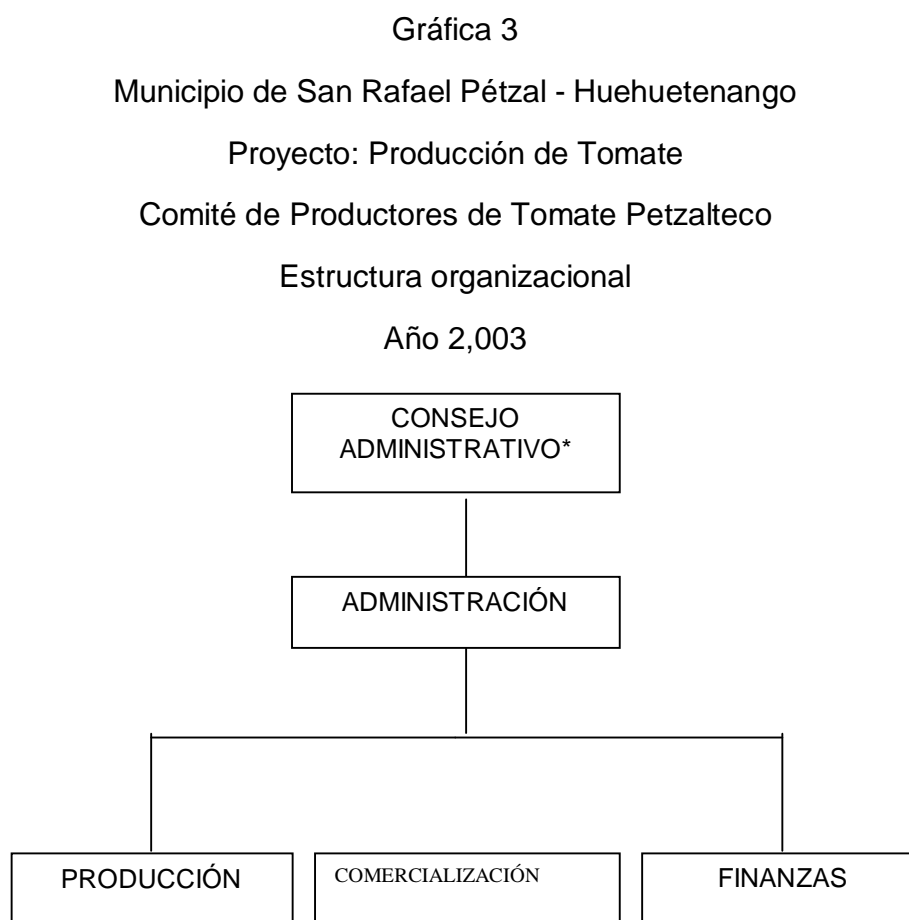 Gráfica 3
Municipio de San Rafael Pétzal - Huehuetenango
Proyecto: Producción de Tomate
Comité de Productores de Tomate Petzalteco
Estructura organizacional
Año 2,003
CONSEJO
ADMINISTRATIVO*
ADMINISTRACIÓN
PRODUCCIÓN
COMERCIALIZACIÓN
FINANZAS